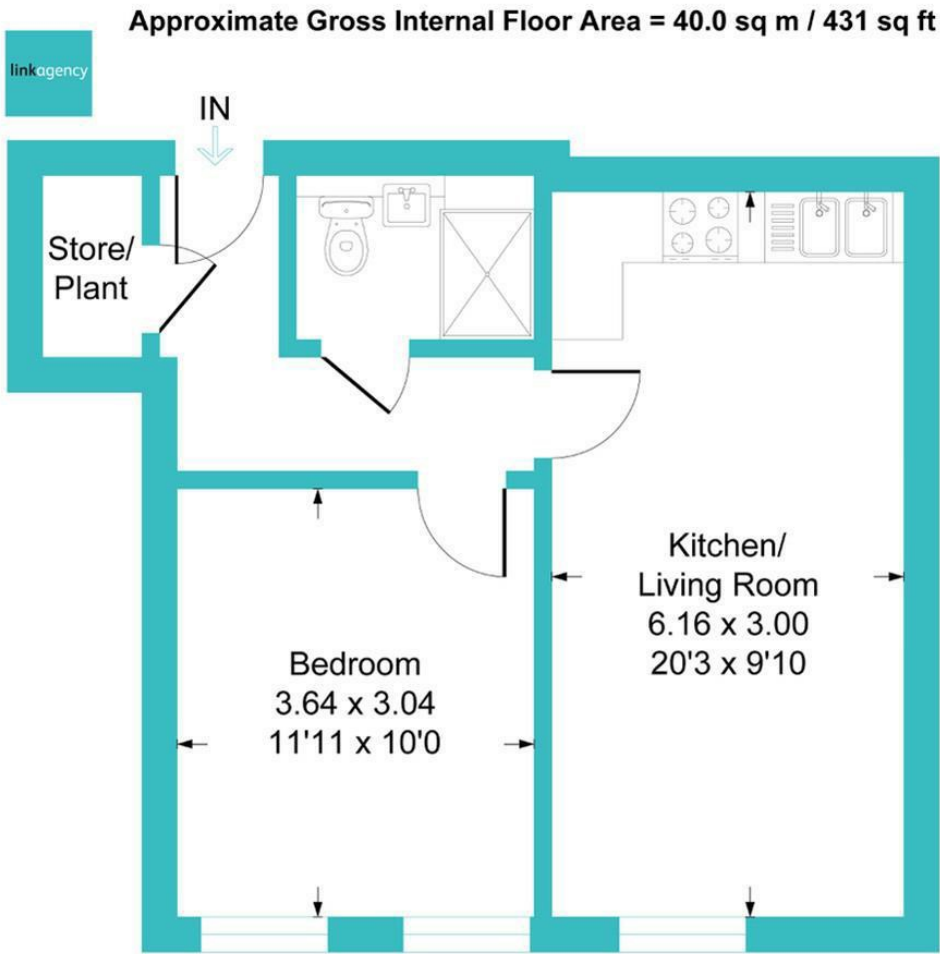 Approximate Gross Internal Floor Area = 40.0 sq m / 431 sq ft
linkagency
IN
Store/
Plant
Kitchen/
Living Room
6.16 x 3.00
20'3 x 9'10
Bedroom
3.64 x 3.04
11'11 x 10'0